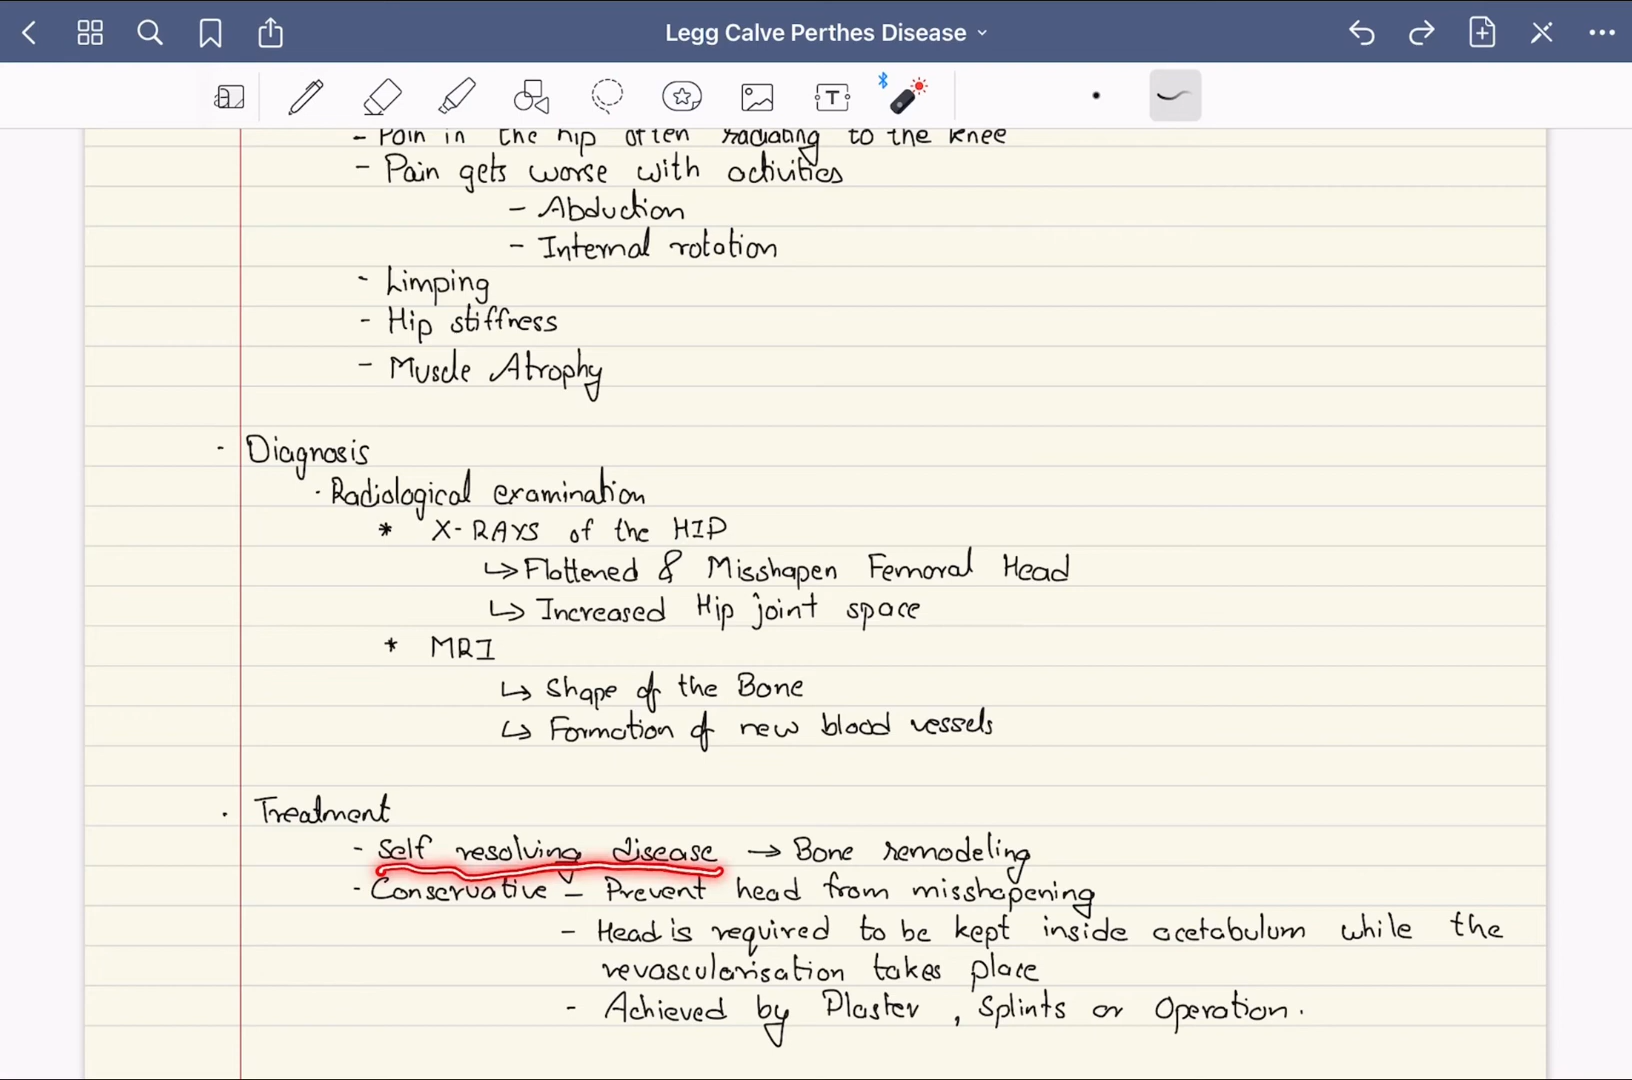 Legg Calve Perthes Disease
- Pain in the hip often radiating to the knee
- Pain gets worse with activities
- Abduction
- Internal rotation
- Limping
- Hip stiffness
- Muscle Atrophy
· Diagnosis
· Radiological examination
* X-RAYS of the HIP
↳ Flattened & Misshapen Femoral Head
↳ Increased Hip joint space
* MRI
↳ Shape of the Bone
↳ Formation of new blood vessels
· Treatment
- Self resolving disease → Bone remodeling
- Conservative - Prevent head from misshapening
- Head is required to be kept inside acetabulum while the
revascularisation takes place
- Achieved by Plaster, Splints or Operation.